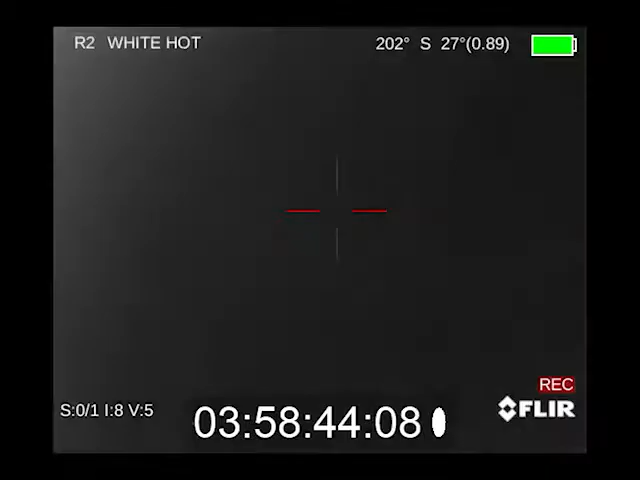 R2 WHITE HOT 202° S 27°(0.89)
REC
S:0/1 I:8 V:5
FLIR
03:58:44:08